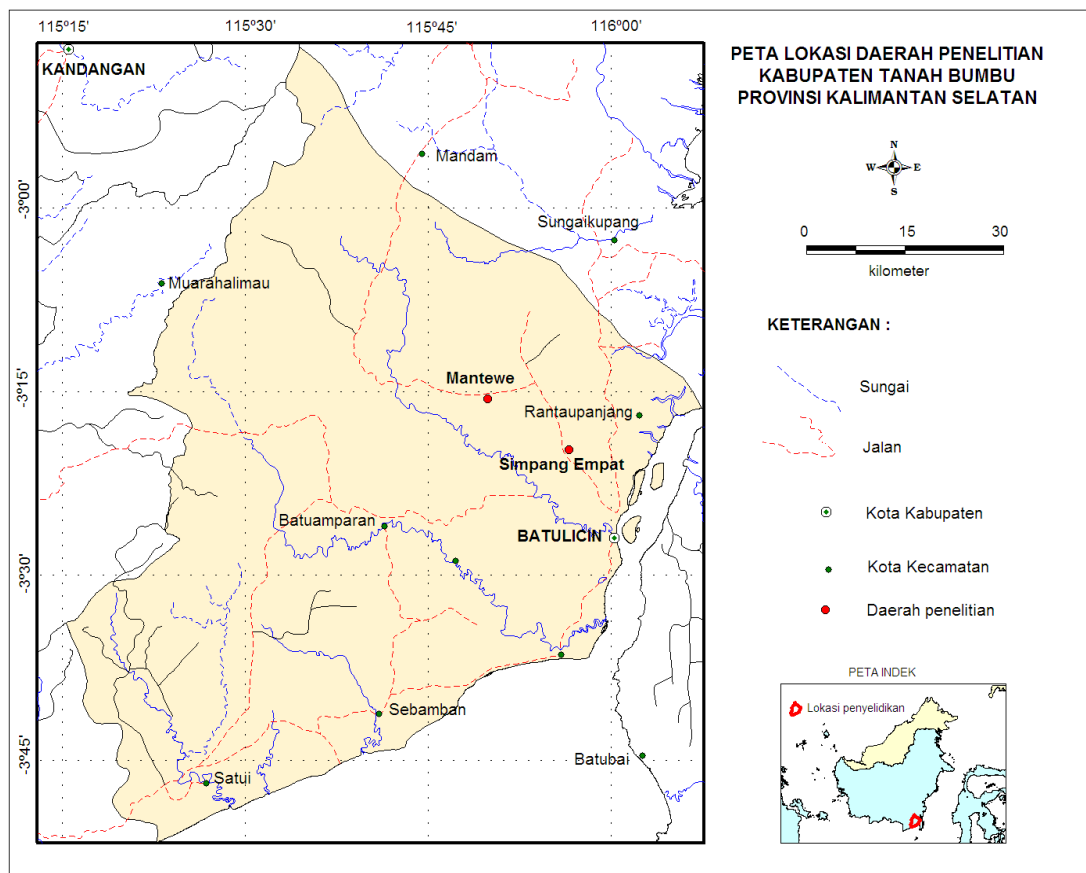 115º15'
115º30'
115º45'
116º00'
KANDANGAN
Mandam
-3º00'
Sungaikupang
Muarahalimau
-3º15'
Mantewe
Rantaupanjang
Simpang Empat
Batuamparan
BATULICIN
-3º30'
Sebamban
-3º45'
Satui
Batubai
PETA LOKASI DAERAH PENELITIAN
KABUPATEN TANAH BUMBU
PROVINSI KALIMANTAN SELATAN
N
W E
S
0 15 30
kilometer
KETERANGAN :
Sungai
Jalan
Kota Kabupaten
Kota Kecamatan
Daerah penelitian
PETA INDEK
Lokasi penyelidikan